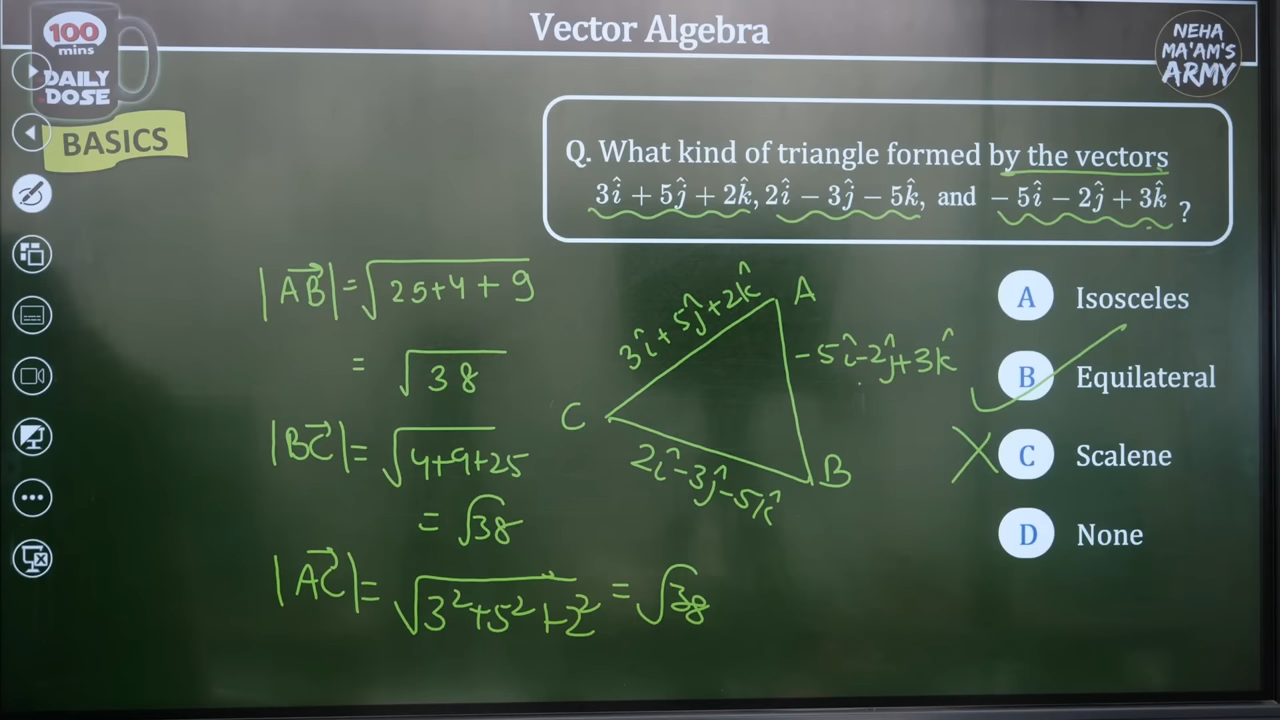 Vector Algebra
100
mins
DAILY
DOSE
NEHA
MA'AM'S
ARMY
BASICS
Q. What kind of triangle formed by the vectors
3î + 5ĵ + 2k̂, 2î − 3ĵ − 5k̂, and − 5î − 2ĵ + 3k̂ ?
A Isosceles
B Equilateral
C Scalene
D None
|AB⃗| = √25+4+9
= √38
|BC⃗| = √4+9+25
= √38
|AC⃗| = √3²+5²+2² = √38
A
3î + 5ĵ + 2k̂
−5î−2ĵ+3k̂
C
2î−3ĵ−5k̂
B